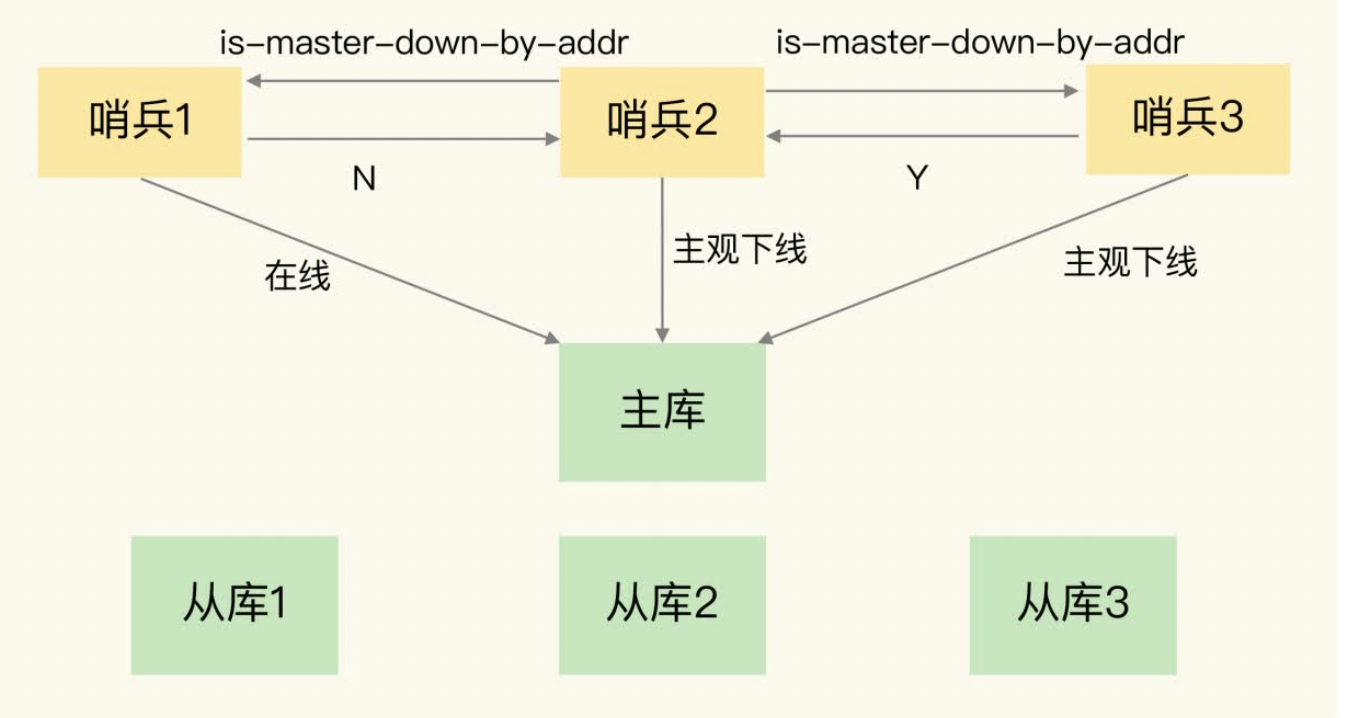 is-master-down-by-addr
is-master-down-by-addr
哨兵1
哨兵2
哨兵3
N
Y
在线
主观下线
主观下线
主库
从库1
从库2
从库3